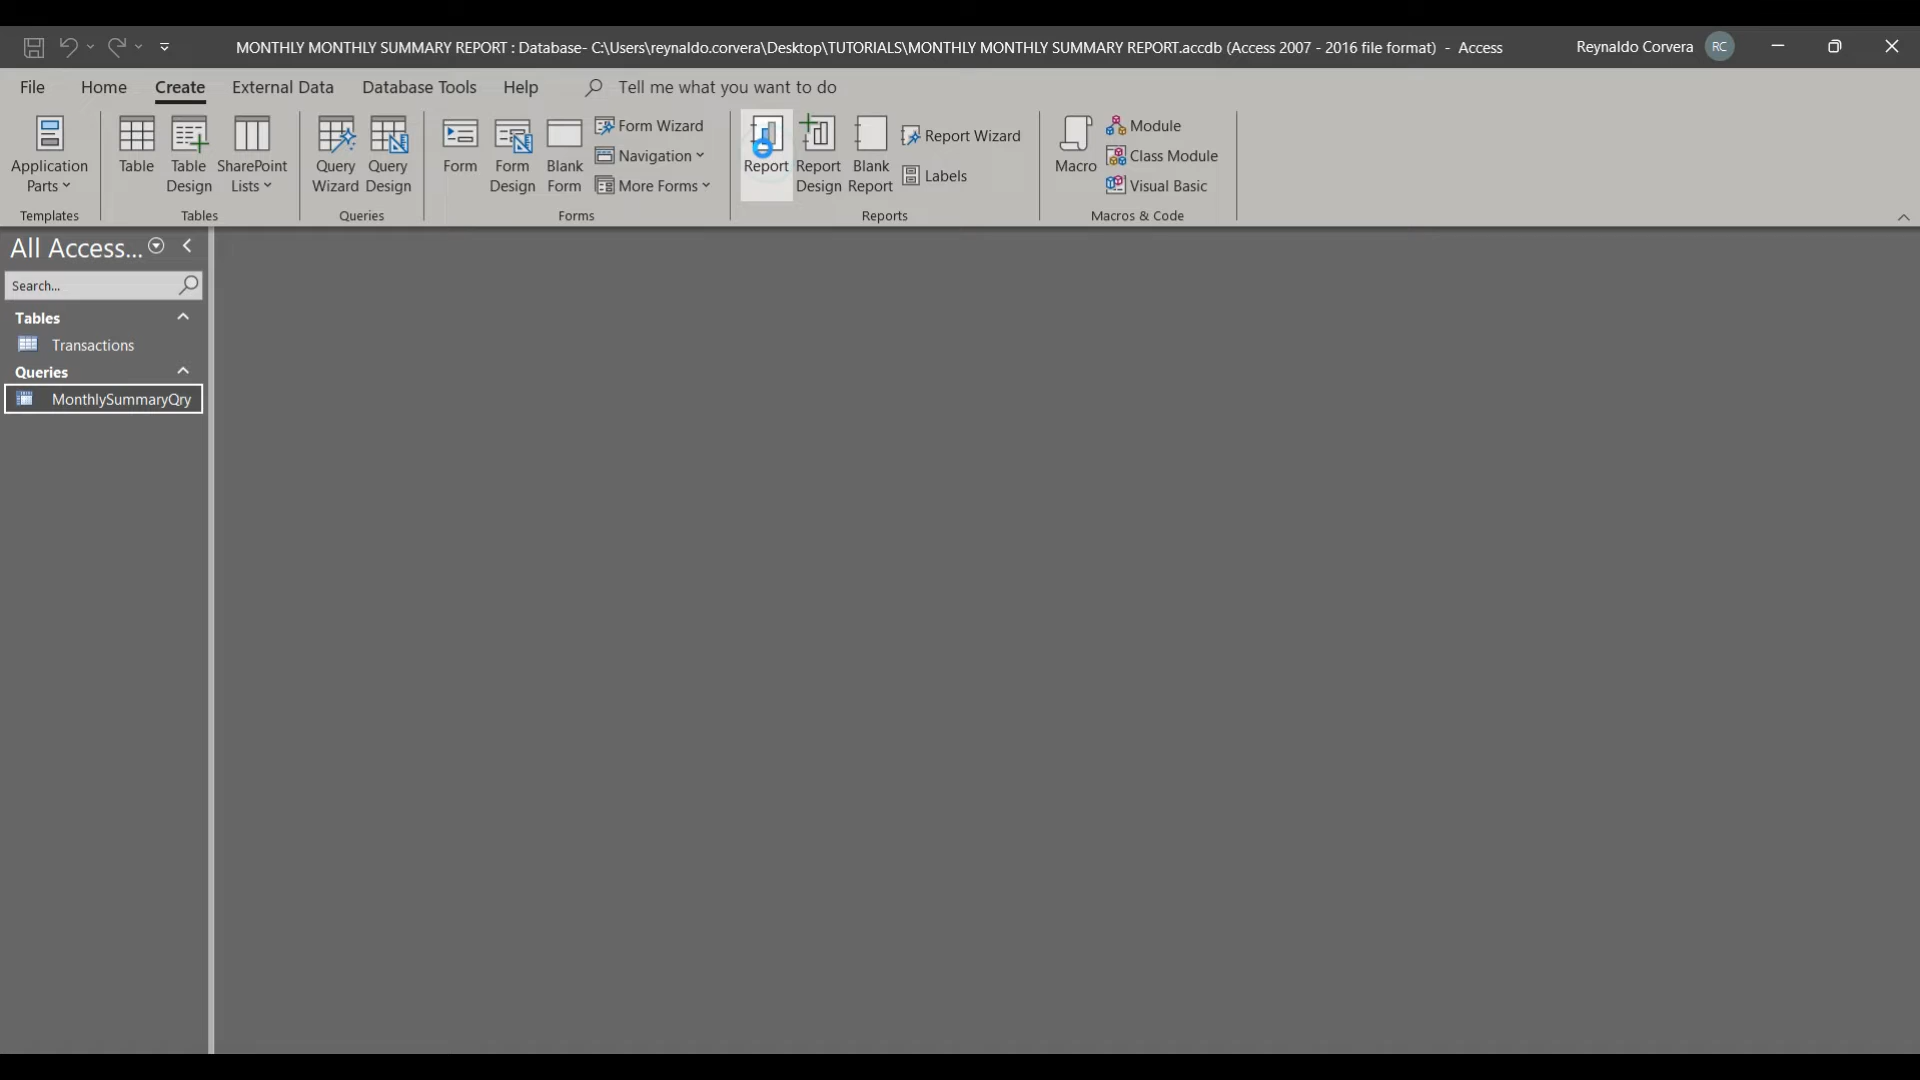 MONTHLY MONTHLY SUMMARY REPORT : Database- C:\Users\reynaldo.corvera\Desktop\TUTORIALS\MONTHLY MONTHLY SUMMARY REPORT.accdb (Access 2007 - 2016 file format) - Access
Reynaldo Corvera RC
File Home Create External Data Database Tools Help Tell me what you want to do
Application Parts
Templates
Table
Table Design
SharePoint Lists
Tables
Query Wizard
Query Design
Queries
Form
Form Design
Blank Form
Form Wizard
Navigation
More Forms
Forms
Report
Report Design
Blank Report
Report Wizard
Labels
Reports
Macro
Module
Class Module
Visual Basic
Macros & Code
All Access...
Search...
Tables
Transactions
Queries
MonthlySummaryQry